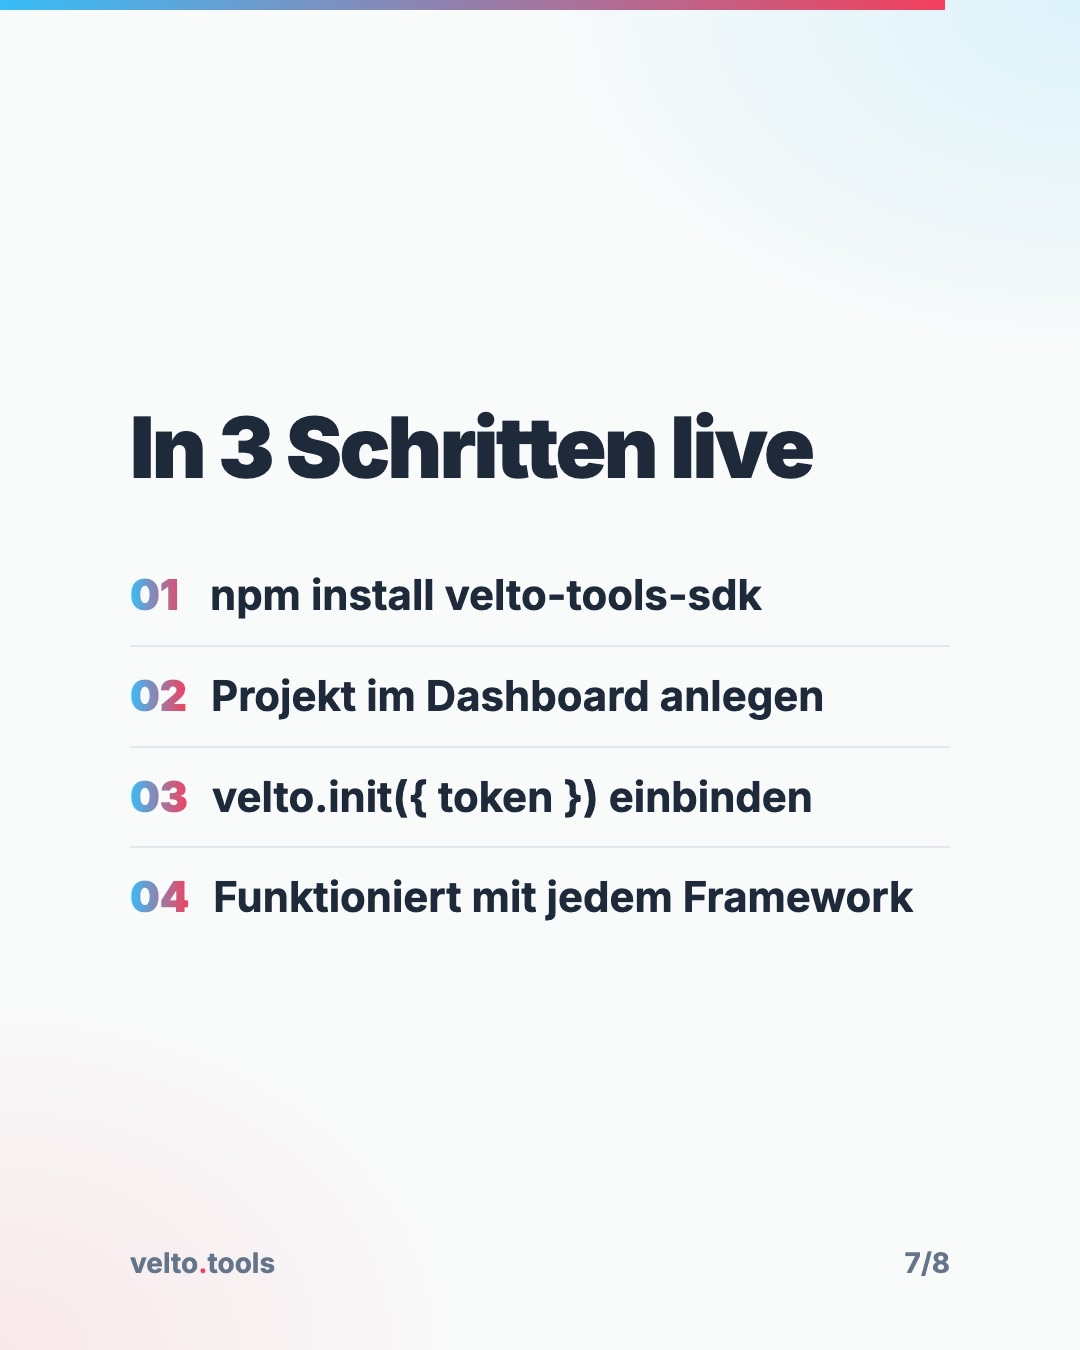 In 3 Schritten live
01 npm install velto-tools-sdk
02 Projekt im Dashboard anlegen
03 velto.init({ token }) einbinden
04 Funktioniert mit jedem Framework
velto.tools 7/8